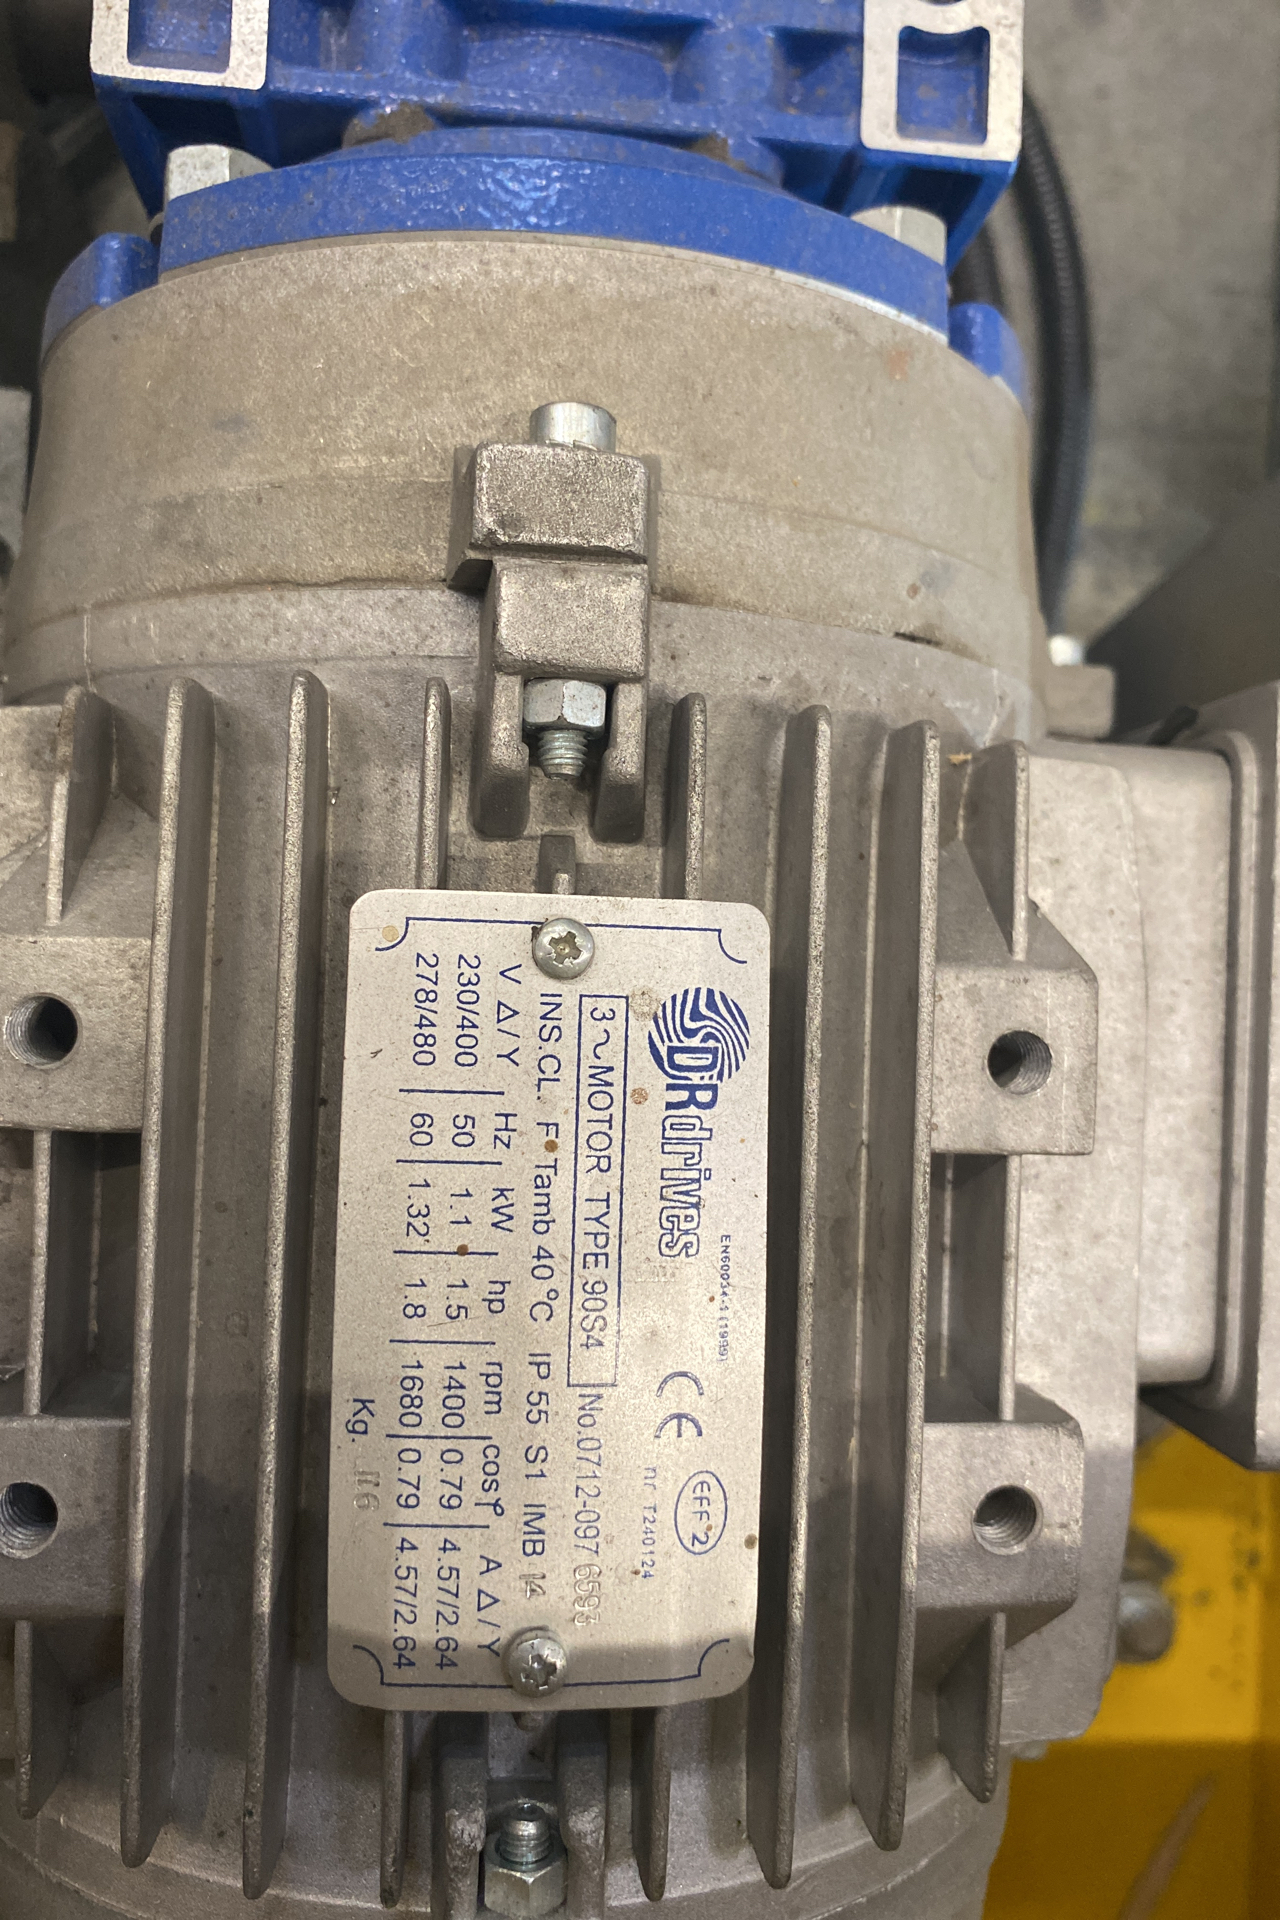 DR drives
EN60034-1 (1999)
CE
EFF 2
nr T240124
3~MOTOR TYPE 90S4 No.0712-097 6593
INS.CL. F Tamb 40°C IP 55 S1 IMB 14
V Δ/Y Hz kW hp rpm cosφ A Δ/Y
230/400 50 1.1 1.5 1400 0.79 4.57/2.64
278/480 60 1.32 1.8 1680 0.79 4.57/2.64
Kg.